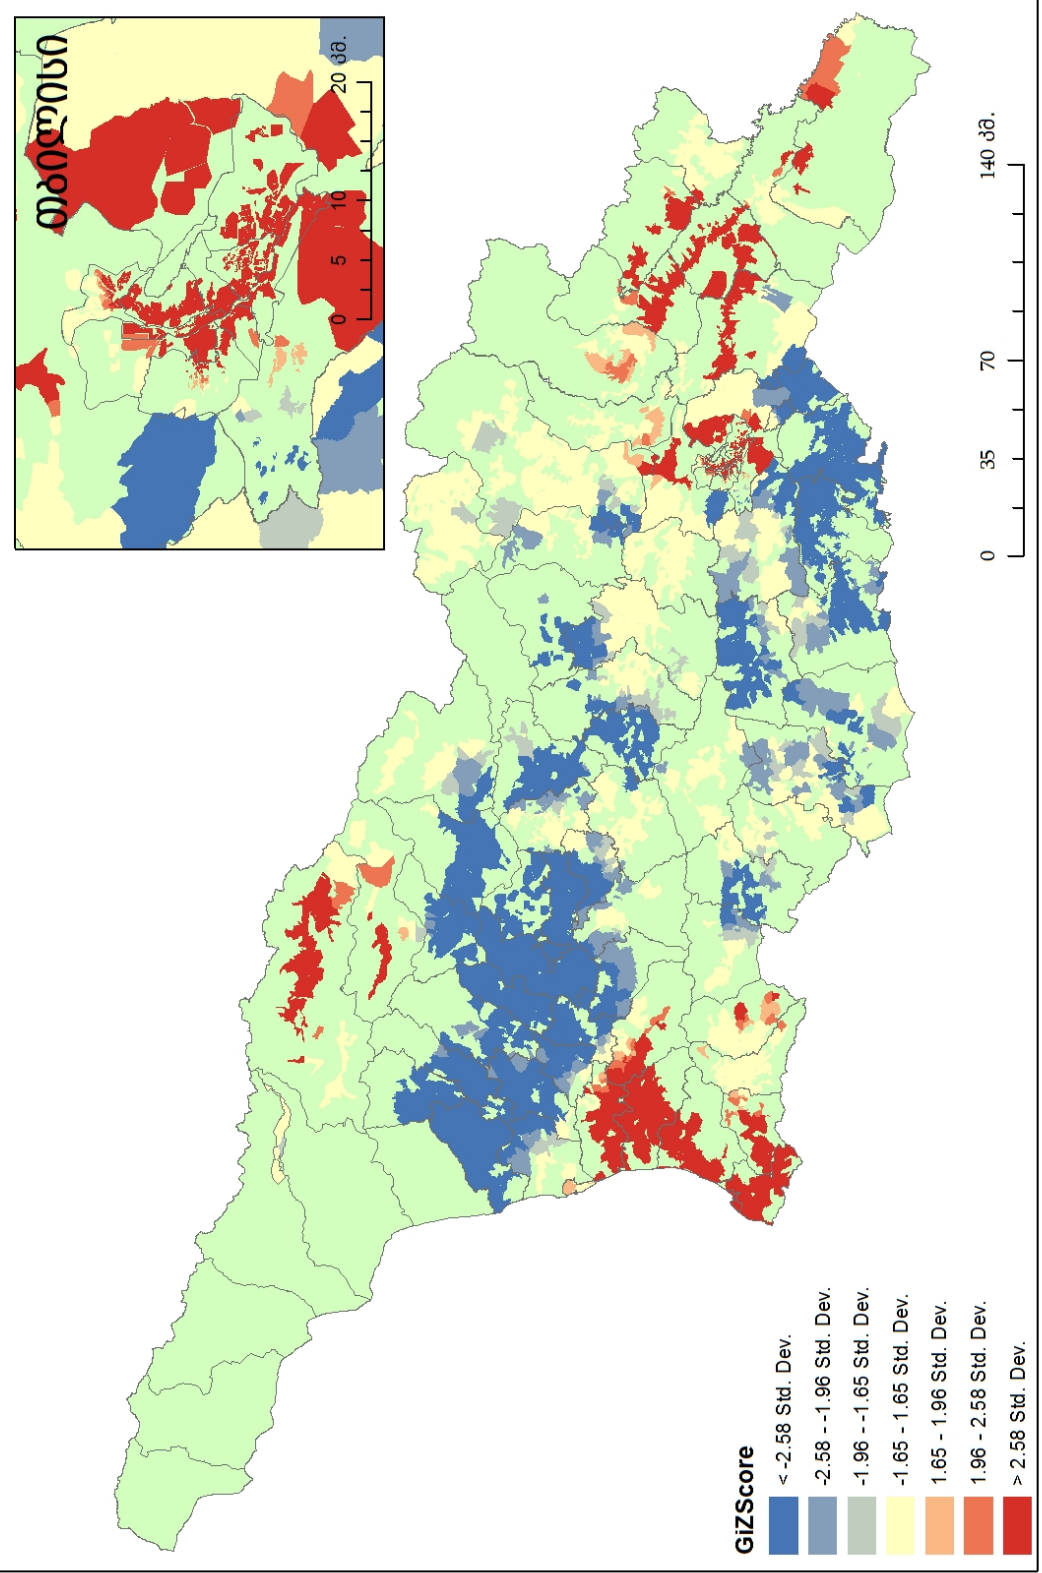 თბილისი
0 5 10 20 კმ.
GiZScore
< -2.58 Std. Dev.
-2.58 - -1.96 Std. Dev.
-1.96 - -1.65 Std. Dev.
-1.65 - 1.65 Std. Dev.
1.65 - 1.96 Std. Dev.
1.96 - 2.58 Std. Dev.
> 2.58 Std. Dev.
0 35 70 140 კმ.